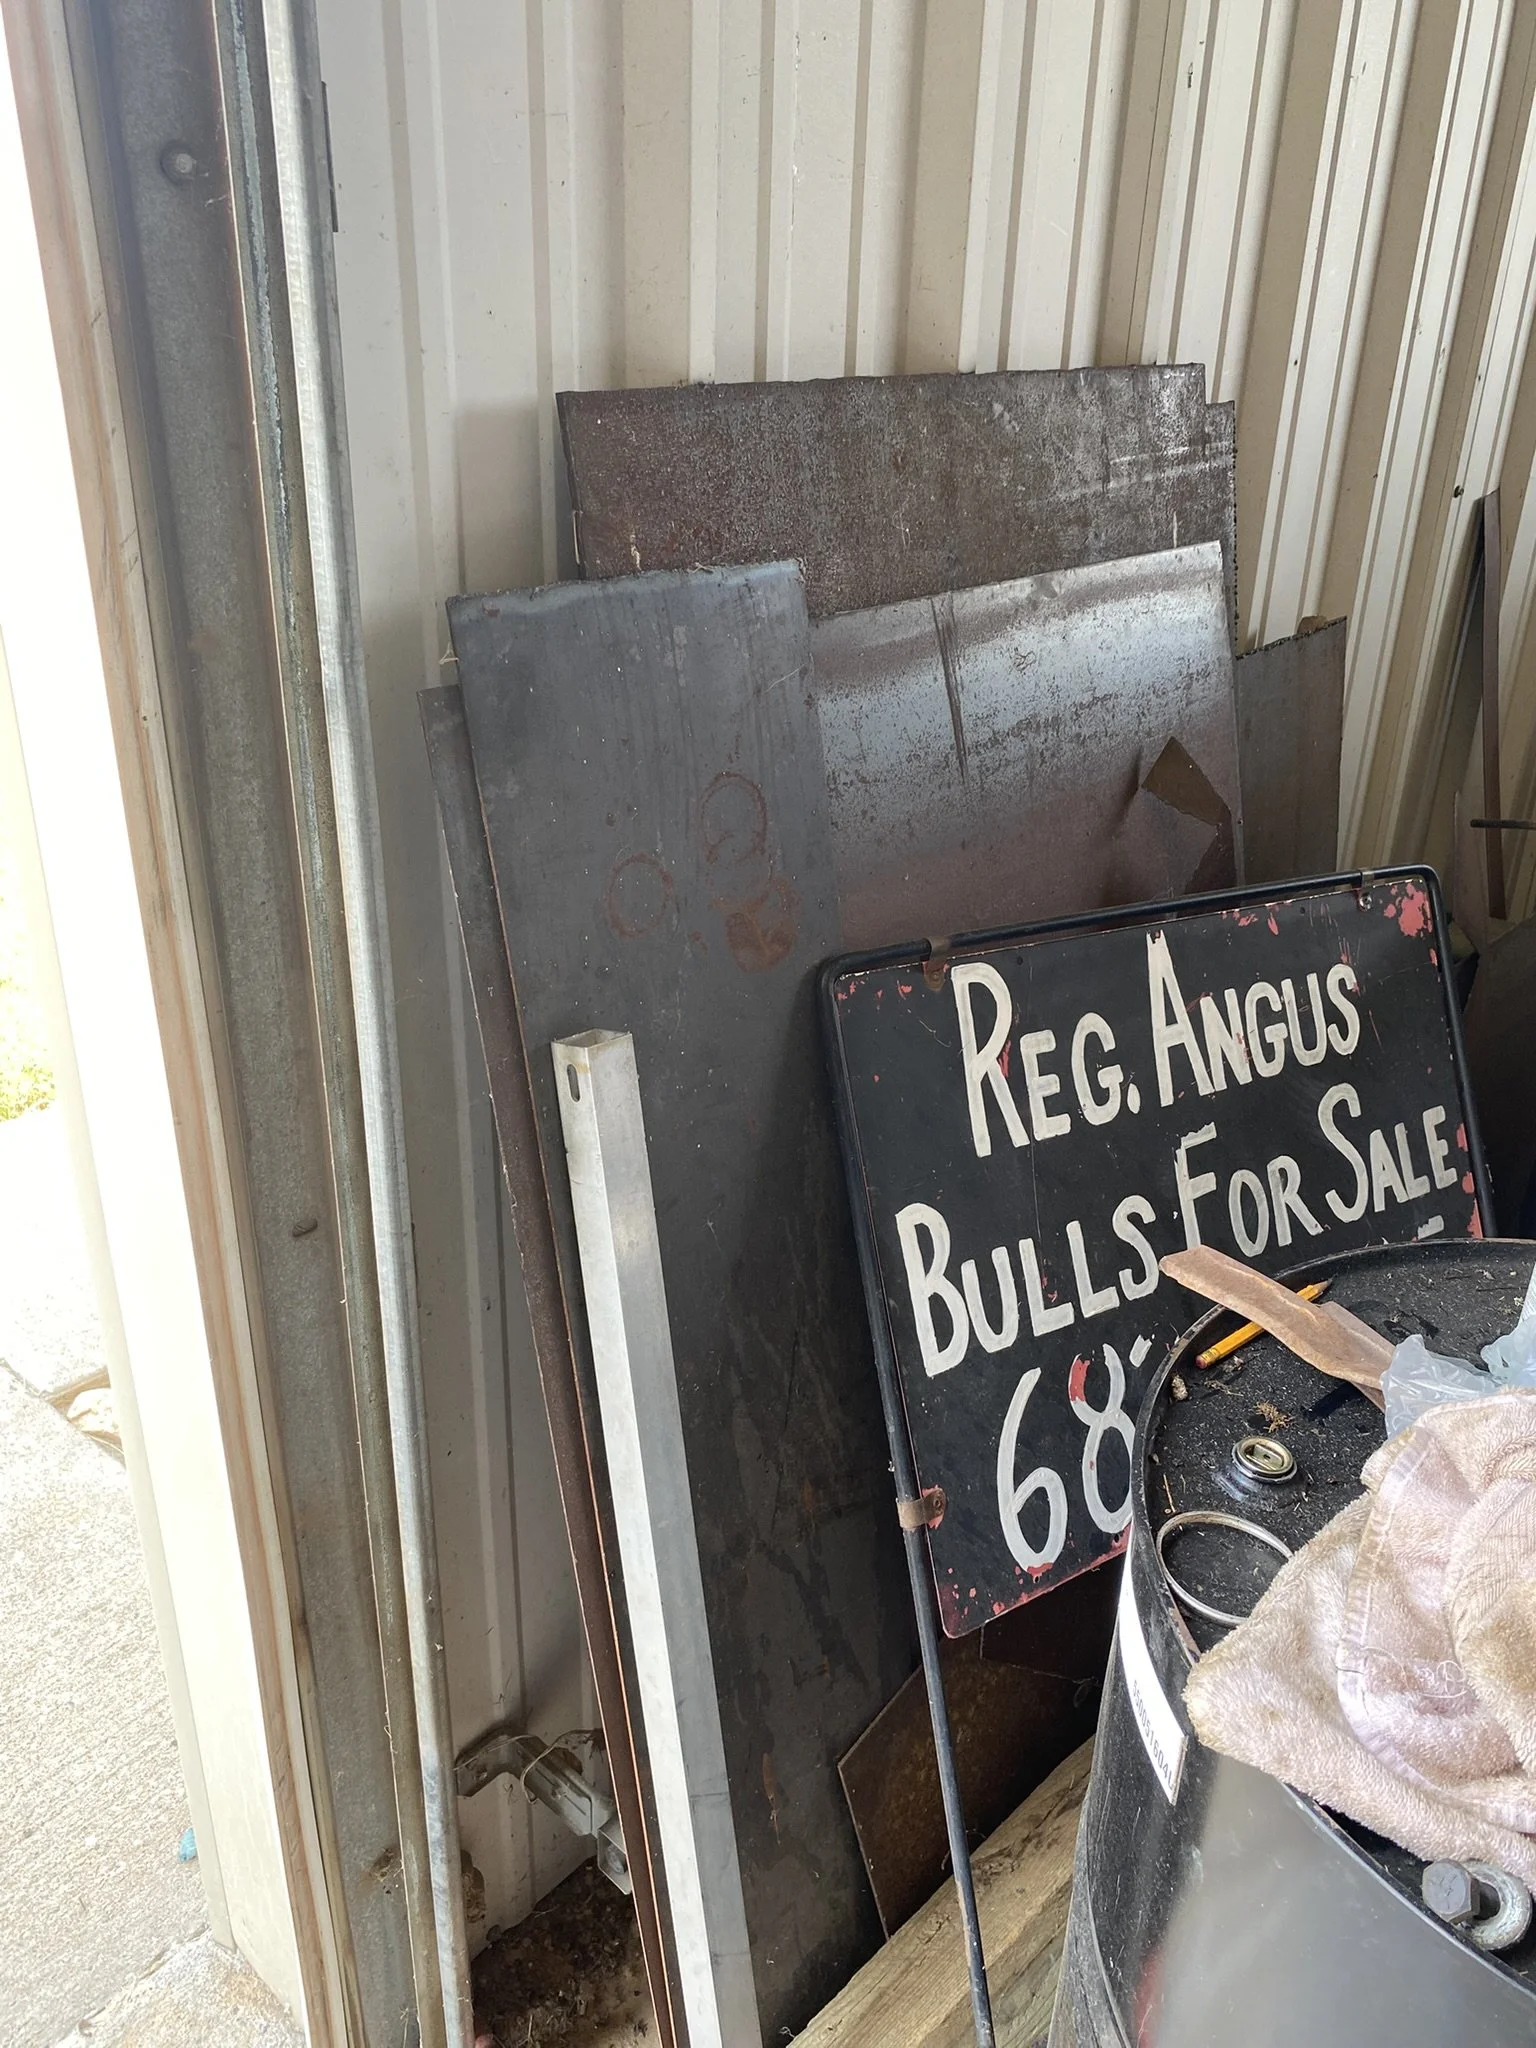 REG. ANGUS
BULLS FOR SALE
68